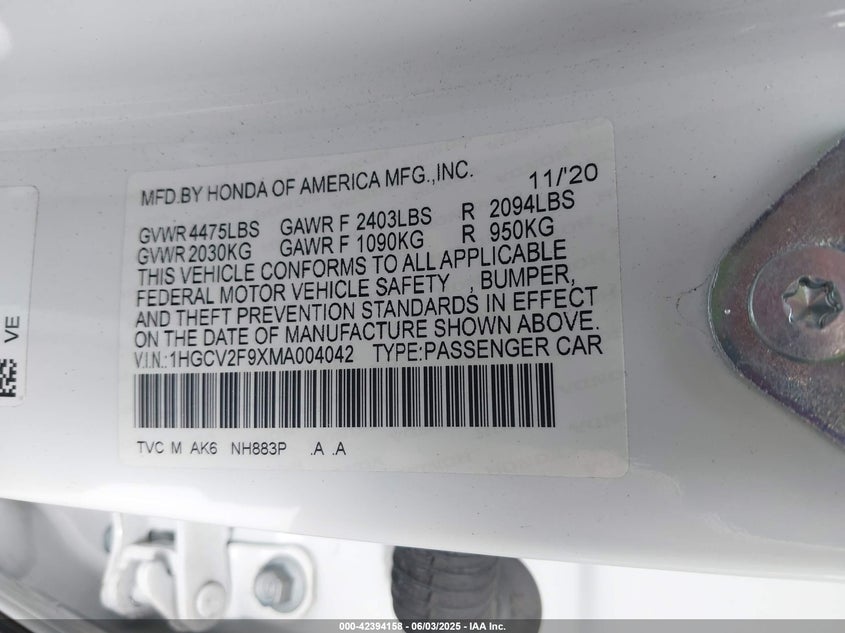 MFD.BY HONDA OF AMERICA MFG.,INC. 11/'20
GVWR 4475LBS GAWR F 2403LBS R 2094LBS
GVWR 2030KG GAWR F 1090KG R 950KG
THIS VEHICLE CONFORMS TO ALL APPLICABLE
FEDERAL MOTOR VEHICLE SAFETY , BUMPER,
AND THEFT PREVENTION STANDARDS IN EFFECT
ON THE DATE OF MANUFACTURE SHOWN ABOVE.
V.I.N.:1HGCV2F9XMA004042 TYPE:PASSENGER CAR
TVC M AK6 NH883P .A .A
VE
000-42394158 - 06/03/2025 - IAA Inc.